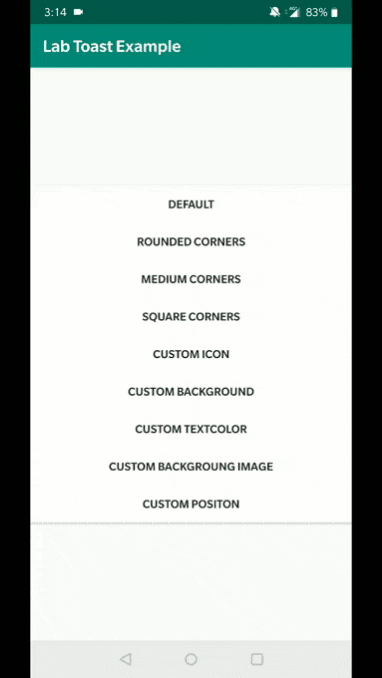 3:14 83%
Lab Toast Example
DEFAULT
ROUNDED CORNERS
MEDIUM CORNERS
SQUARE CORNERS
CUSTOM ICON
CUSTOM BACKGROUND
CUSTOM TEXTCOLOR
CUSTOM BACKGROUNG IMAGE
CUSTOM POSITON